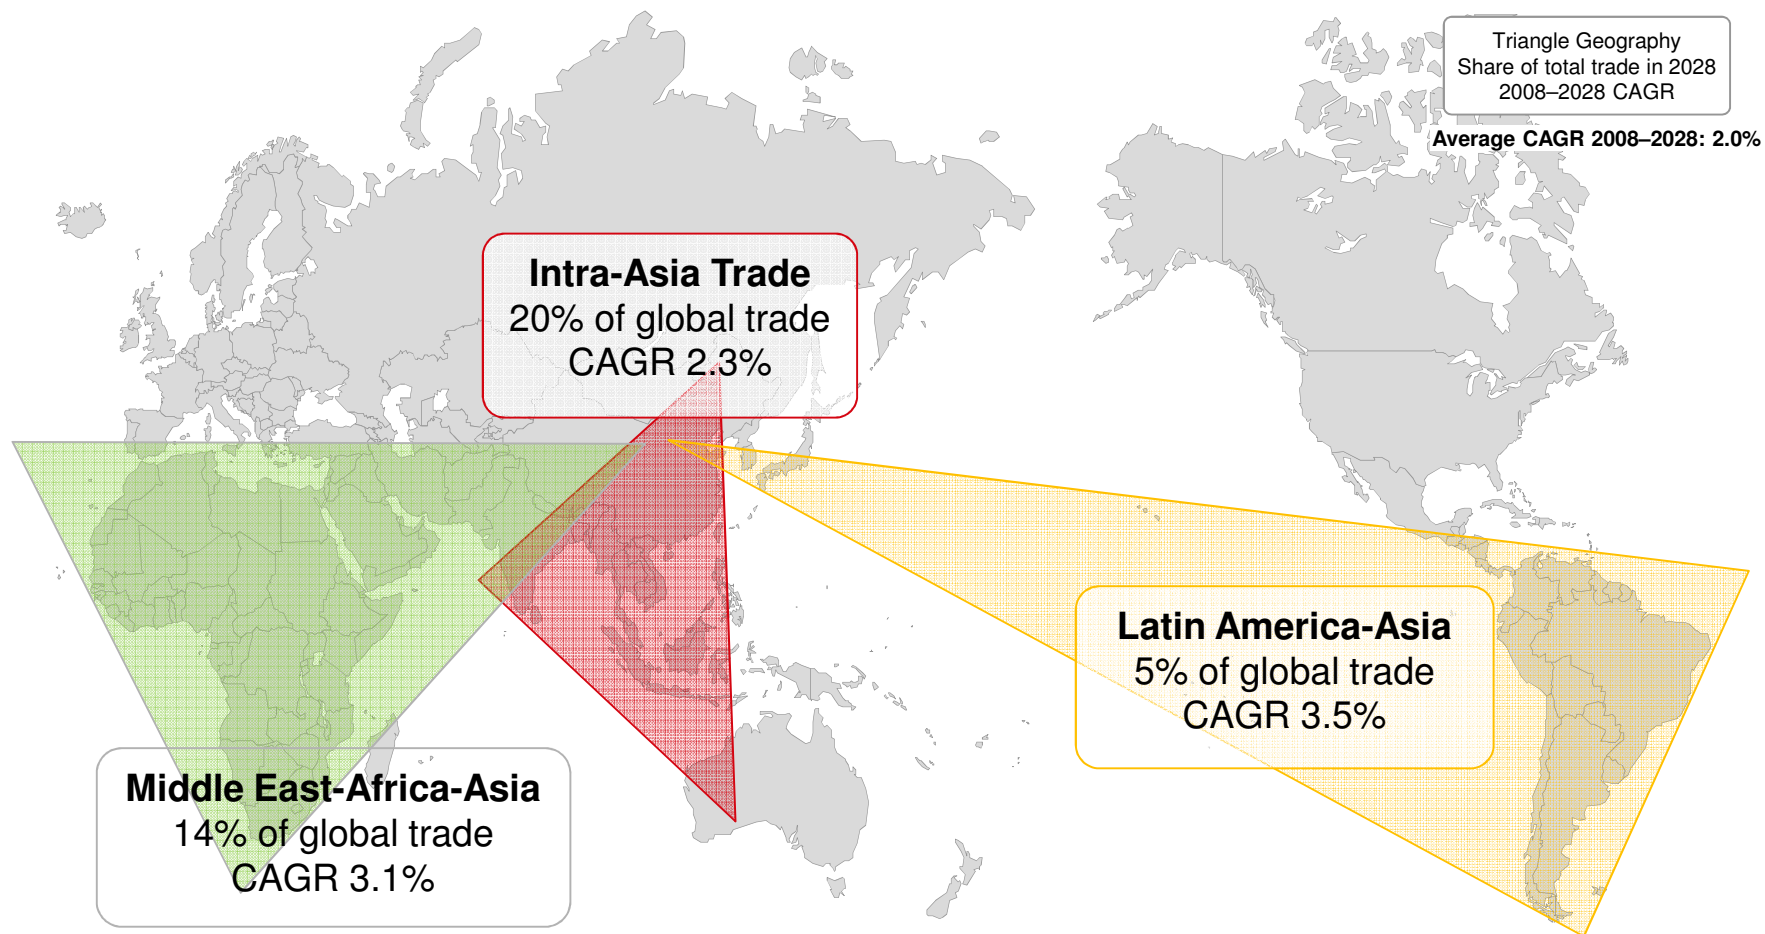 Triangle Geography
Share of total trade in 2028
2008–2028 CAGR
Average CAGR 2008–2028: 2.0%
Intra-Asia Trade
20% of global trade
CAGR 2.3%
Latin America-Asia
5% of global trade
CAGR 3.5%
Middle East-Africa-Asia
14% of global trade
CAGR 3.1%